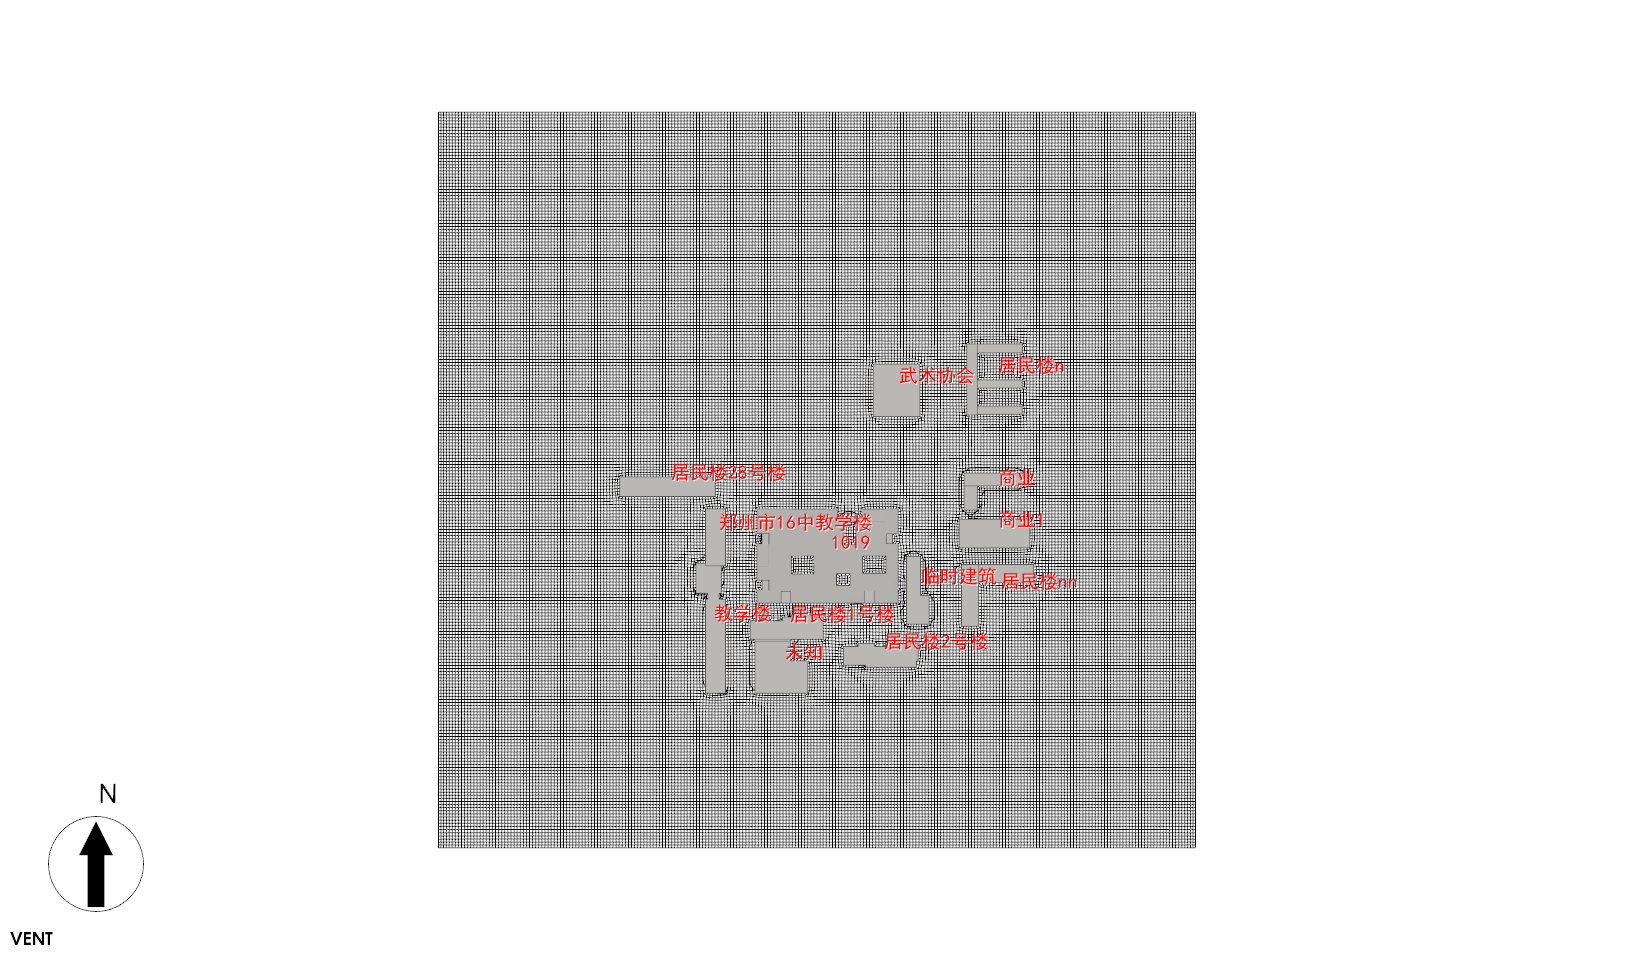 居民楼n
武术协会
居民楼28号楼
商业
郑州市16中教学楼
商业1
1019
临时建筑
居民楼nn
教学楼
居民楼1号楼
居民楼2号楼
未知
N
VENT